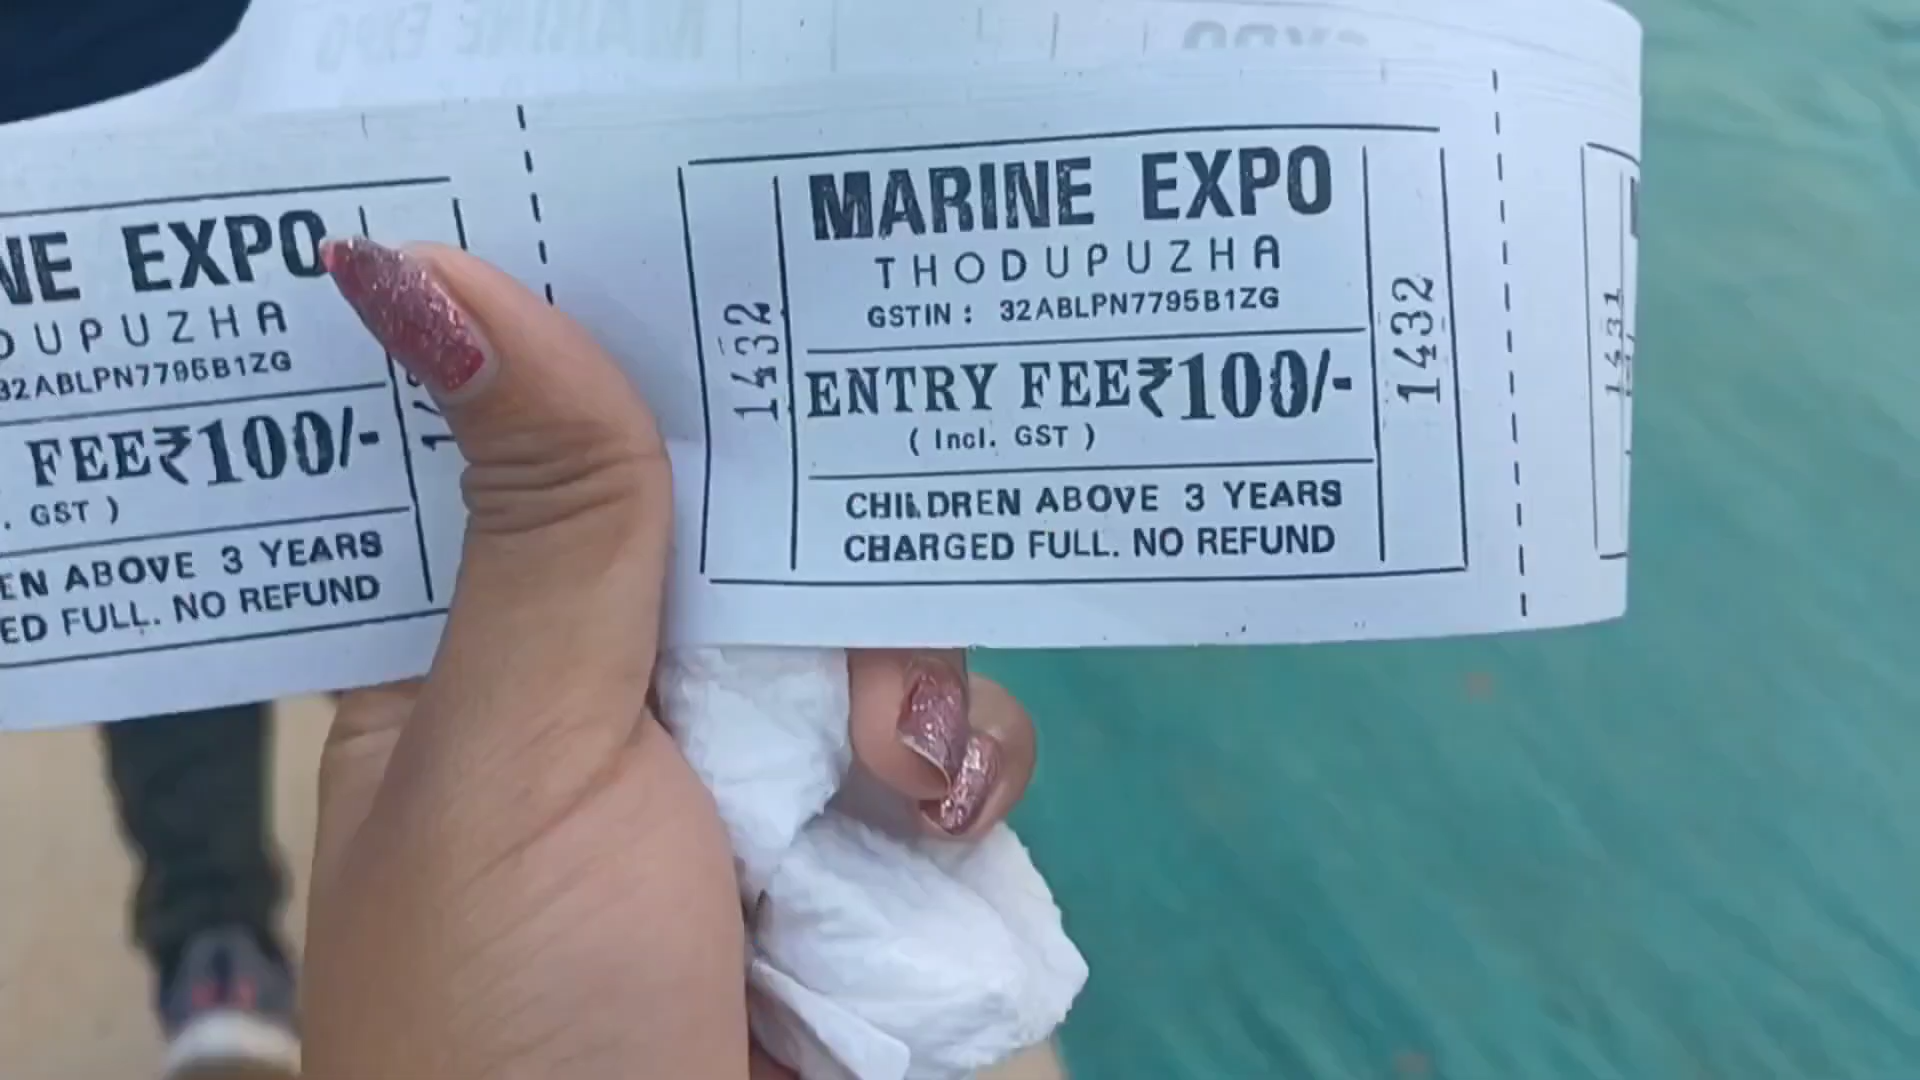 NE EXPO
DUPUZHA
32ABLPN7795B1ZG
FEE₹100/-
. GST )
EN ABOVE 3 YEARS
ED FULL. NO REFUND
1432
MARINE EXPO
THODUPUZHA
GSTIN : 32ABLPN7795B1ZG
ENTRY FEE₹100/-
( Incl. GST )
CHILDREN ABOVE 3 YEARS
CHARGED FULL. NO REFUND
1432
1431